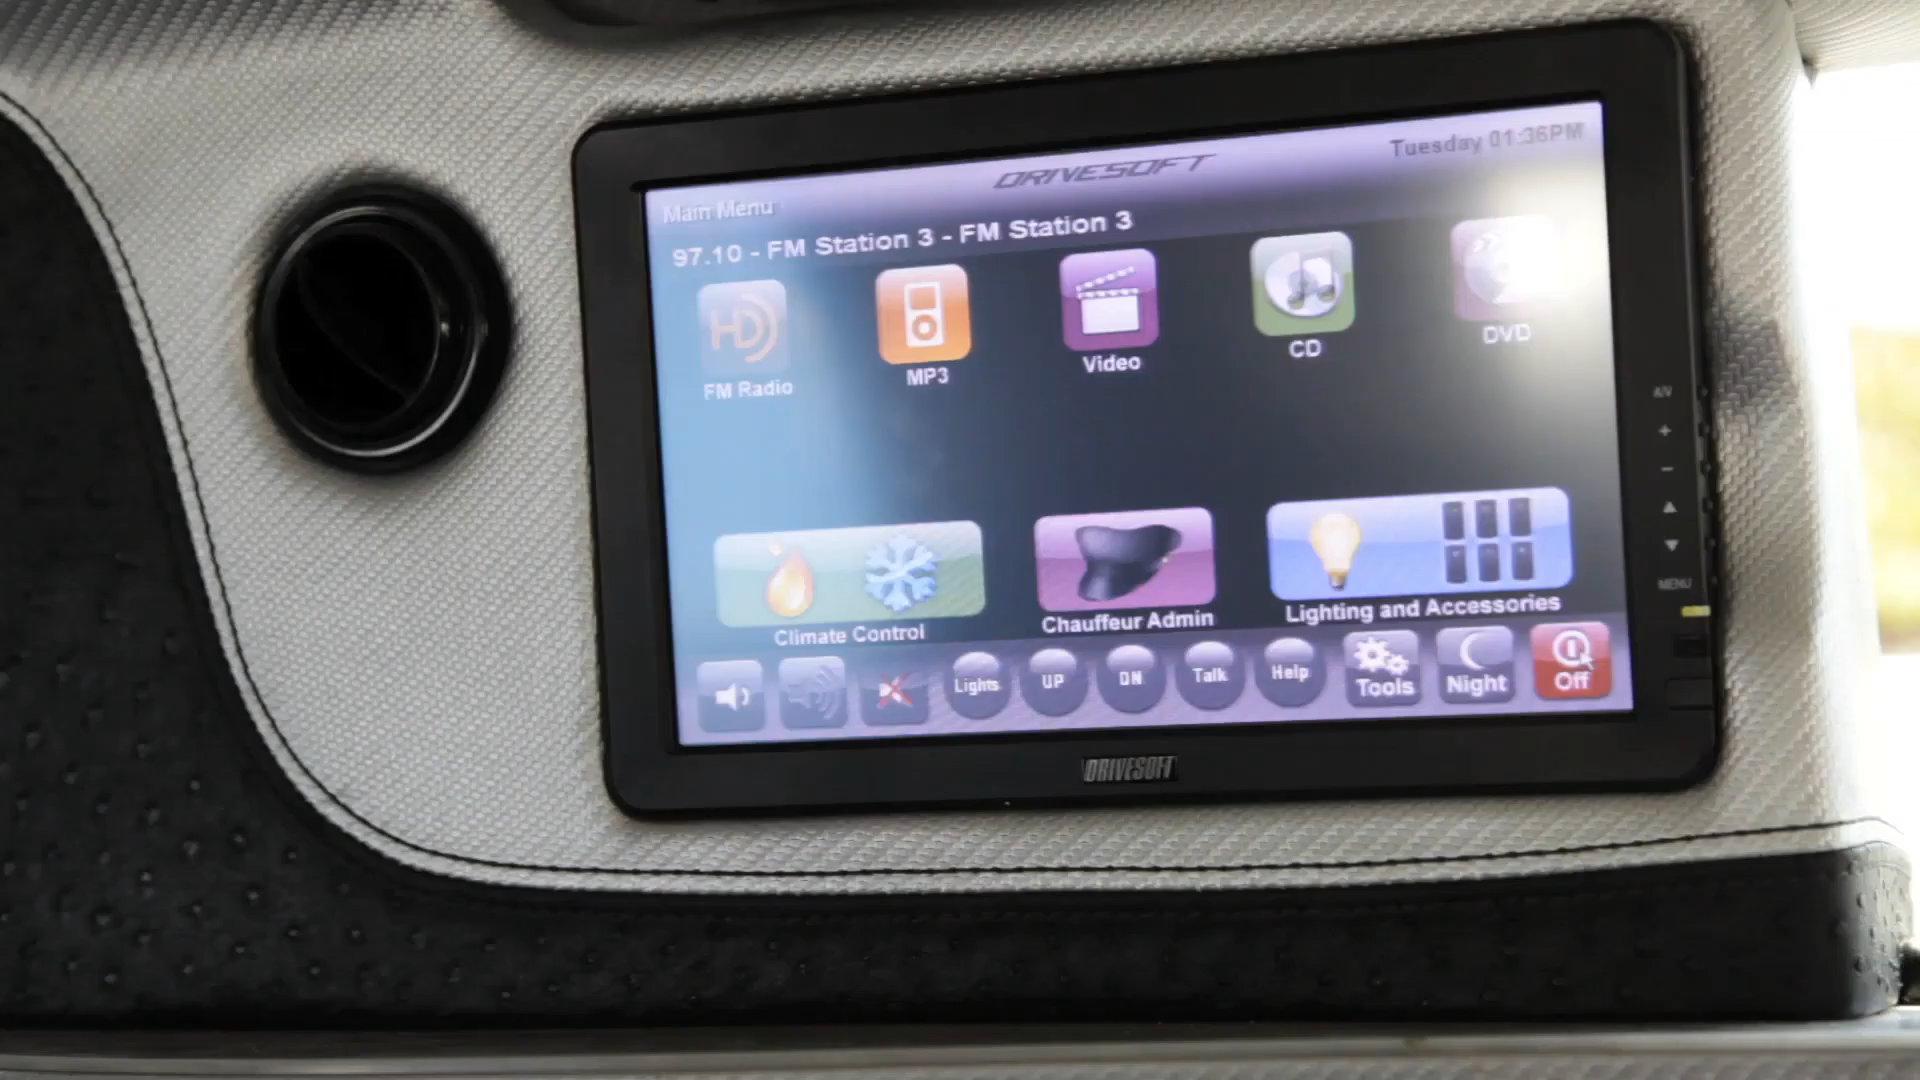 DRIVESOFT
Tuesday 01:36PM
Main Menu
97.10 - FM Station 3 - FM Station 3
HD
FM Radio
MP3
Video
CD
DVD
Climate Control
Chauffeur Admin
Lighting and Accessories
Lights
UP
DN
Talk
Help
Tools
Night
Off
A/V
+
-
MENU
DRIVESOFT